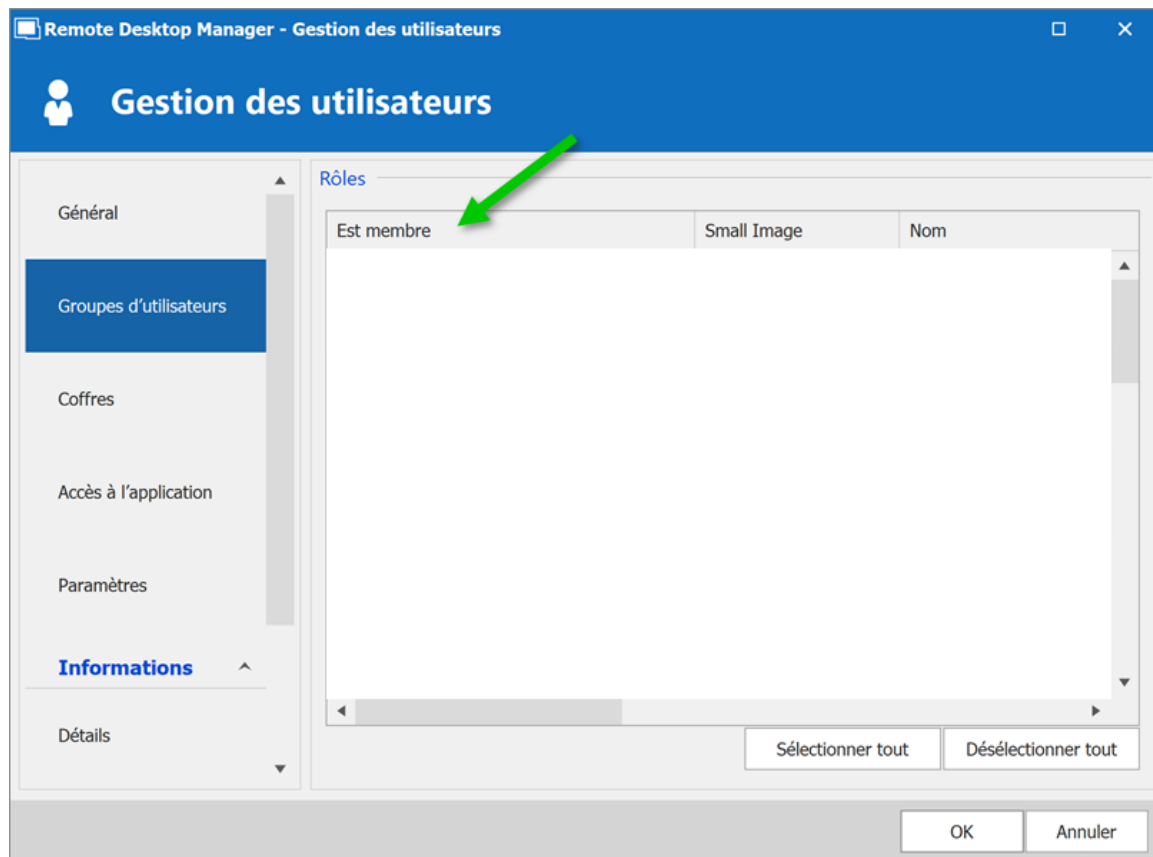 Remote Desktop Manager - Gestion des utilisateurs
Gestion des utilisateurs
Général
Groupes d’utilisateurs
Coffres
Accès à l’application
Paramètres
Informations
Détails
Rôles
Est membre Small Image Nom
Sélectionner tout Désélectionner tout
OK Annuler